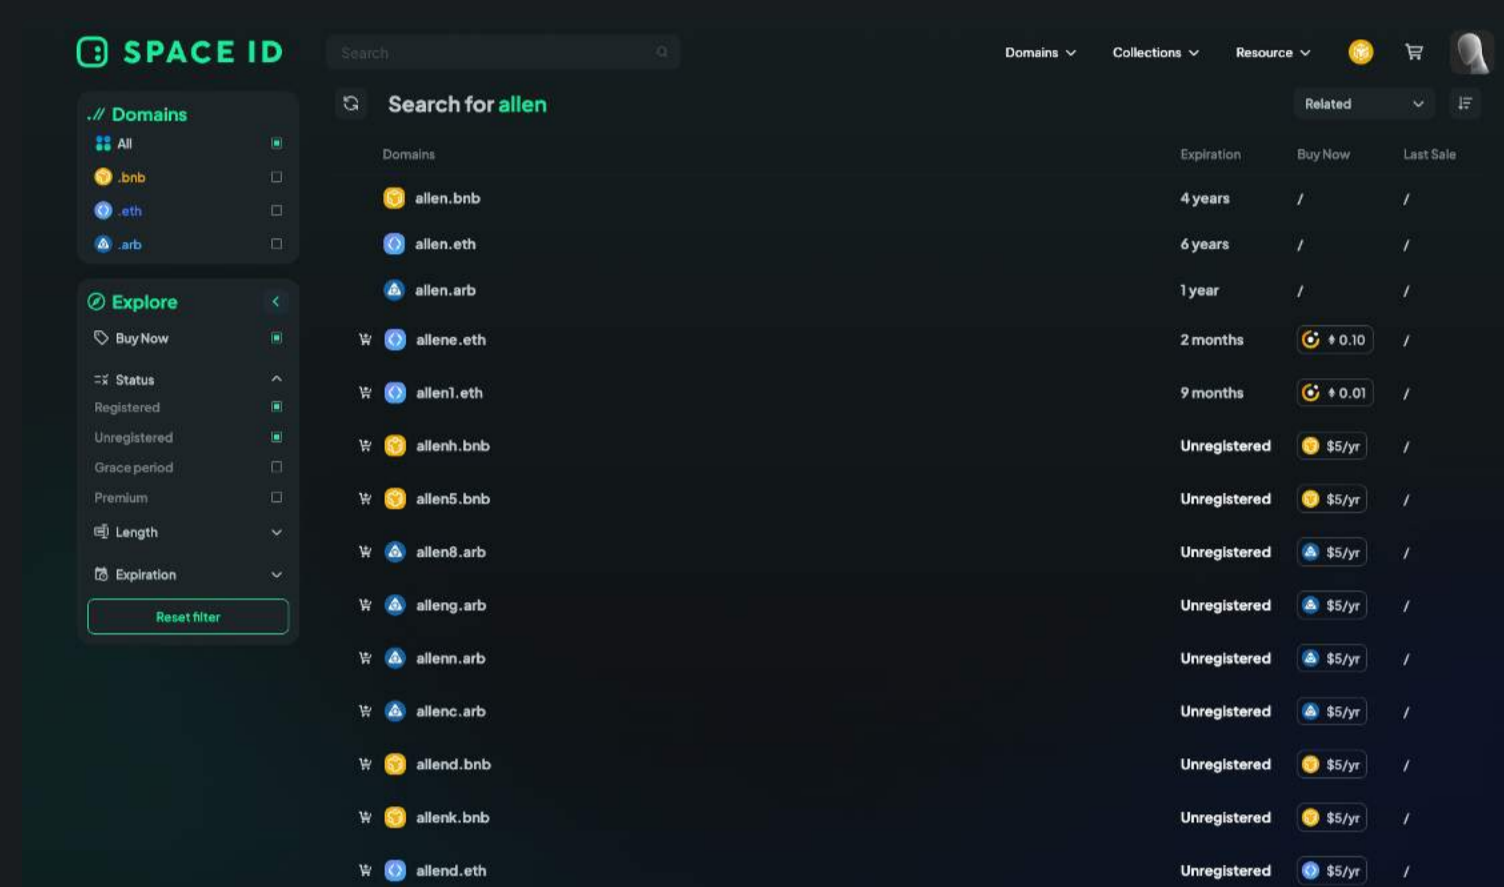 SPACE ID
Search
Domains
Collections
Resource
Domains
All
.bnb
.eth
.arb
Explore
Buy Now
Status
Registered
Unregistered
Grace period
Premium
Length
Expiration
Reset filter
Search for allen
Related
Domains Expiration Buy Now Last Sale
allen.bnb 4 years / /
allen.eth 6 years / /
allen.arb 1 year / /
allene.eth 2 months 0.10 /
allen1.eth 9 months 0.01 /
allenh.bnb Unregistered $5/yr /
allen5.bnb Unregistered $5/yr /
allen8.arb Unregistered $5/yr /
alleng.arb Unregistered $5/yr /
allenn.arb Unregistered $5/yr /
allenc.arb Unregistered $5/yr /
allend.bnb Unregistered $5/yr /
allenk.bnb Unregistered $5/yr /
allend.eth Unregistered $5/yr /